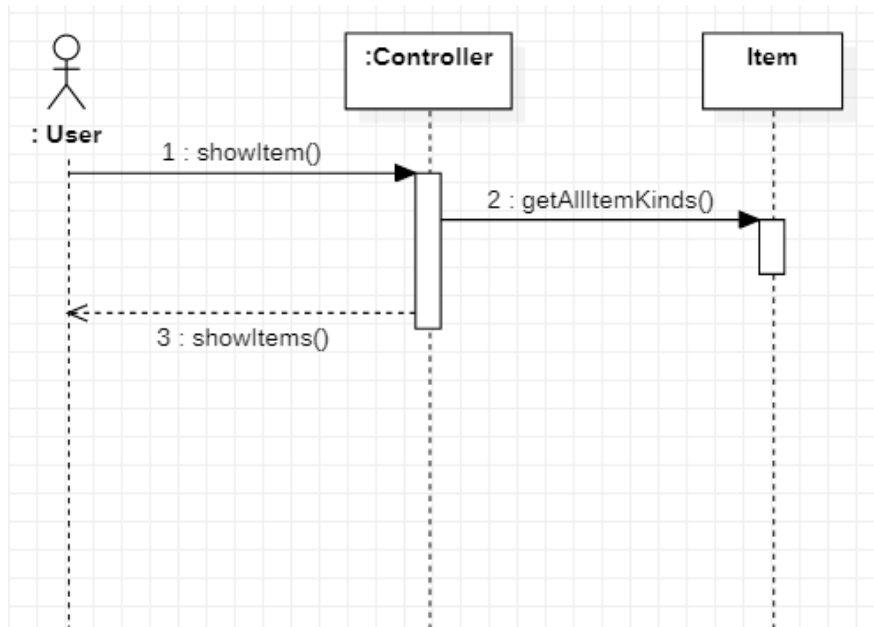 :Controller
Item
: User
1 : showItem()
2 : getAllItemKinds()
3 : showItems()